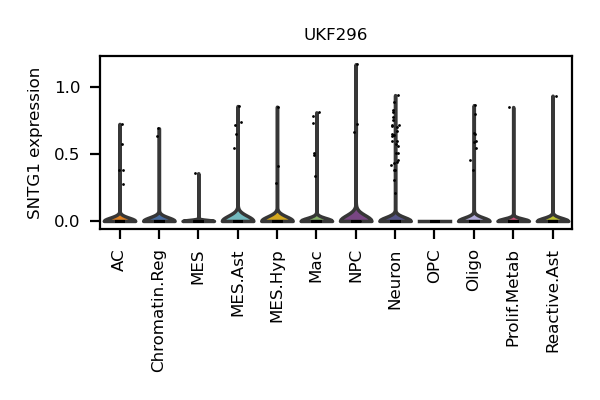 UKF296
SNTG1 expression
1.0
0.5
0.0
AC
Chromatin.Reg
MES
MES.Ast
MES.Hyp
Mac
NPC
Neuron
OPC
Oligo
Prolif.Metab
Reactive.Ast